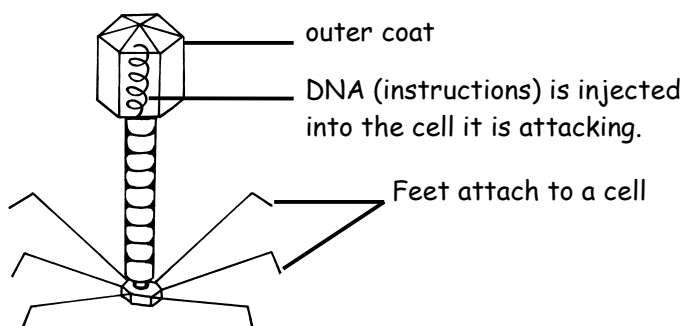 outer coat
DNA (instructions) is injected
into the cell it is attacking.
Feet attach to a cell